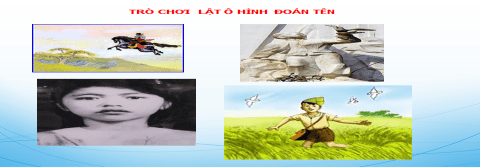 TRÒ CHƠI LẬT Ô HÌNH ĐOÁN TÊN